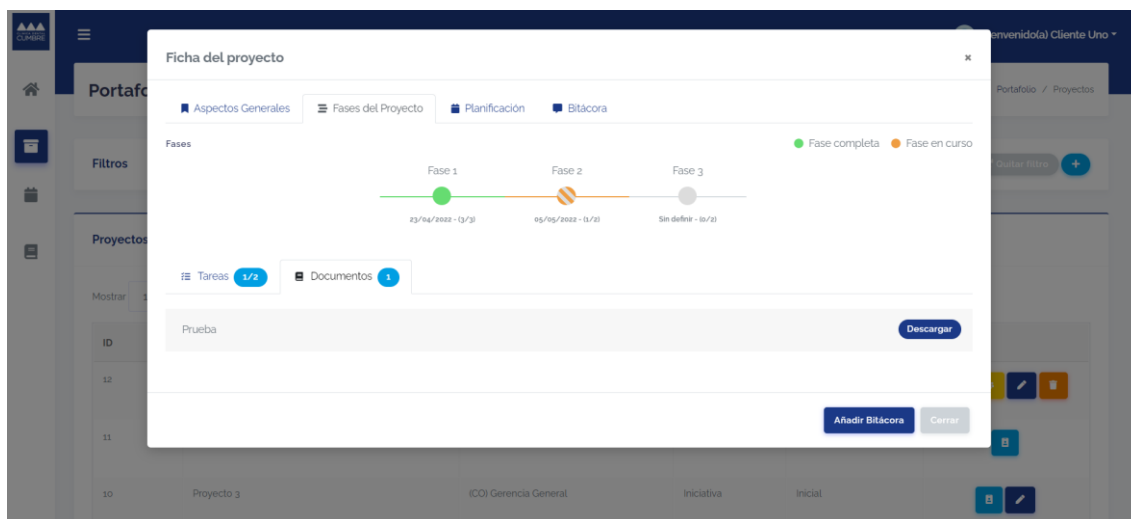 CUMBRE
envenido(a) Cliente Uno
Ficha del proyecto
×
Portafolio / Proyectos
Aspectos Generales
Fases del Proyecto
Planificación
Bitácora
Fases
Fase completa
Fase en curso
Filtros
Quitar filtro
+
Fase 1
Fase 2
Fase 3
23/04/2022 - (3/3)
05/05/2022 - (1/2)
Sin definir - (0/2)
Proyectos
Tareas 1/2
Documentos 1
Mostrar
Prueba
Descargar
ID
12
Añadir Bitácora
Cerrar
11
10
Proyecto 3
(CO) Gerencia General
Iniciativa
Inicial